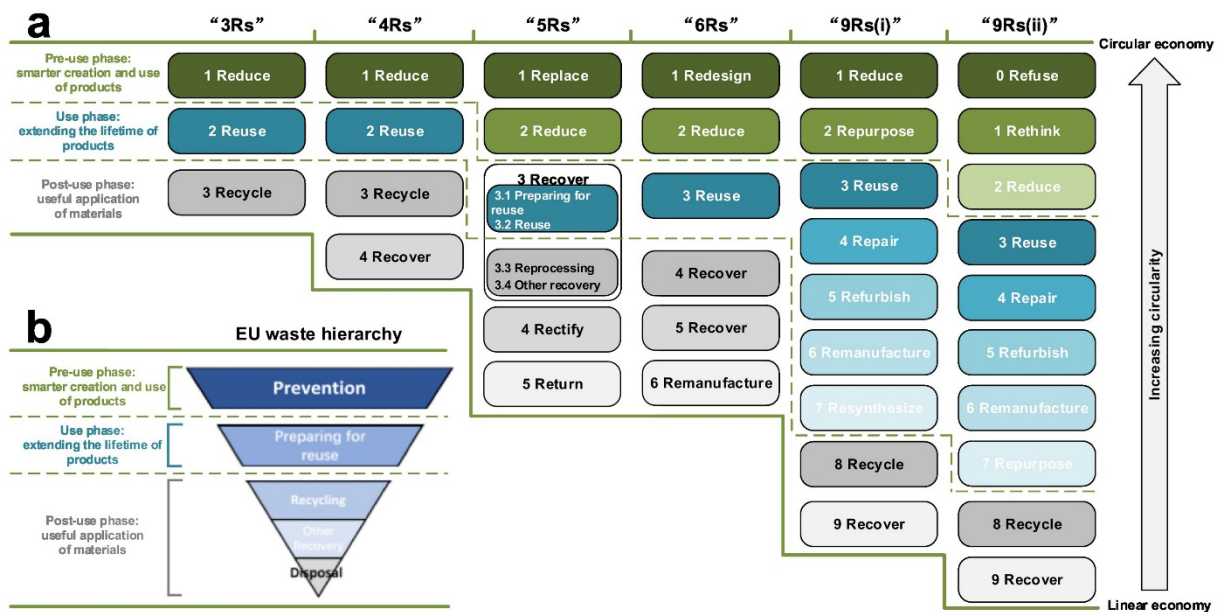 a
“3Rs”
“4Rs”
“5Rs”
“6Rs”
“9Rs(i)”
“9Rs(ii)”
Circular economy
Pre-use phase:
smarter creation and use
of products
1 Reduce
1 Reduce
1 Replace
1 Redesign
1 Reduce
0 Refuse
Use phase:
extending the lifetime of
products
2 Reuse
2 Reuse
2 Reduce
2 Reduce
2 Repurpose
1 Rethink
Post-use phase:
useful application
of materials
3 Recycle
3 Recycle
3 Recover
3.1 Preparing for
reuse
3.2 Reuse
3 Reuse
3 Reuse
2 Reduce
4 Recover
3.3 Reprocessing
3.4 Other recovery
4 Recover
4 Repair
3 Reuse
5 Refurbish
4 Repair
4 Rectify
5 Recover
6 Remanufacture
5 Refurbish
5 Return
6 Remanufacture
7 Resynthesize
6 Remanufacture
8 Recycle
7 Repurpose
9 Recover
8 Recycle
9 Recover
Increasing circularity
Linear economy
b
EU waste hierarchy
Pre-use phase:
smarter creation and use
of products
Prevention
Use phase:
extending the lifetime of
products
Preparing for
reuse
Post-use phase:
useful application
of materials
Recycling
Other
Recovery
Disposal